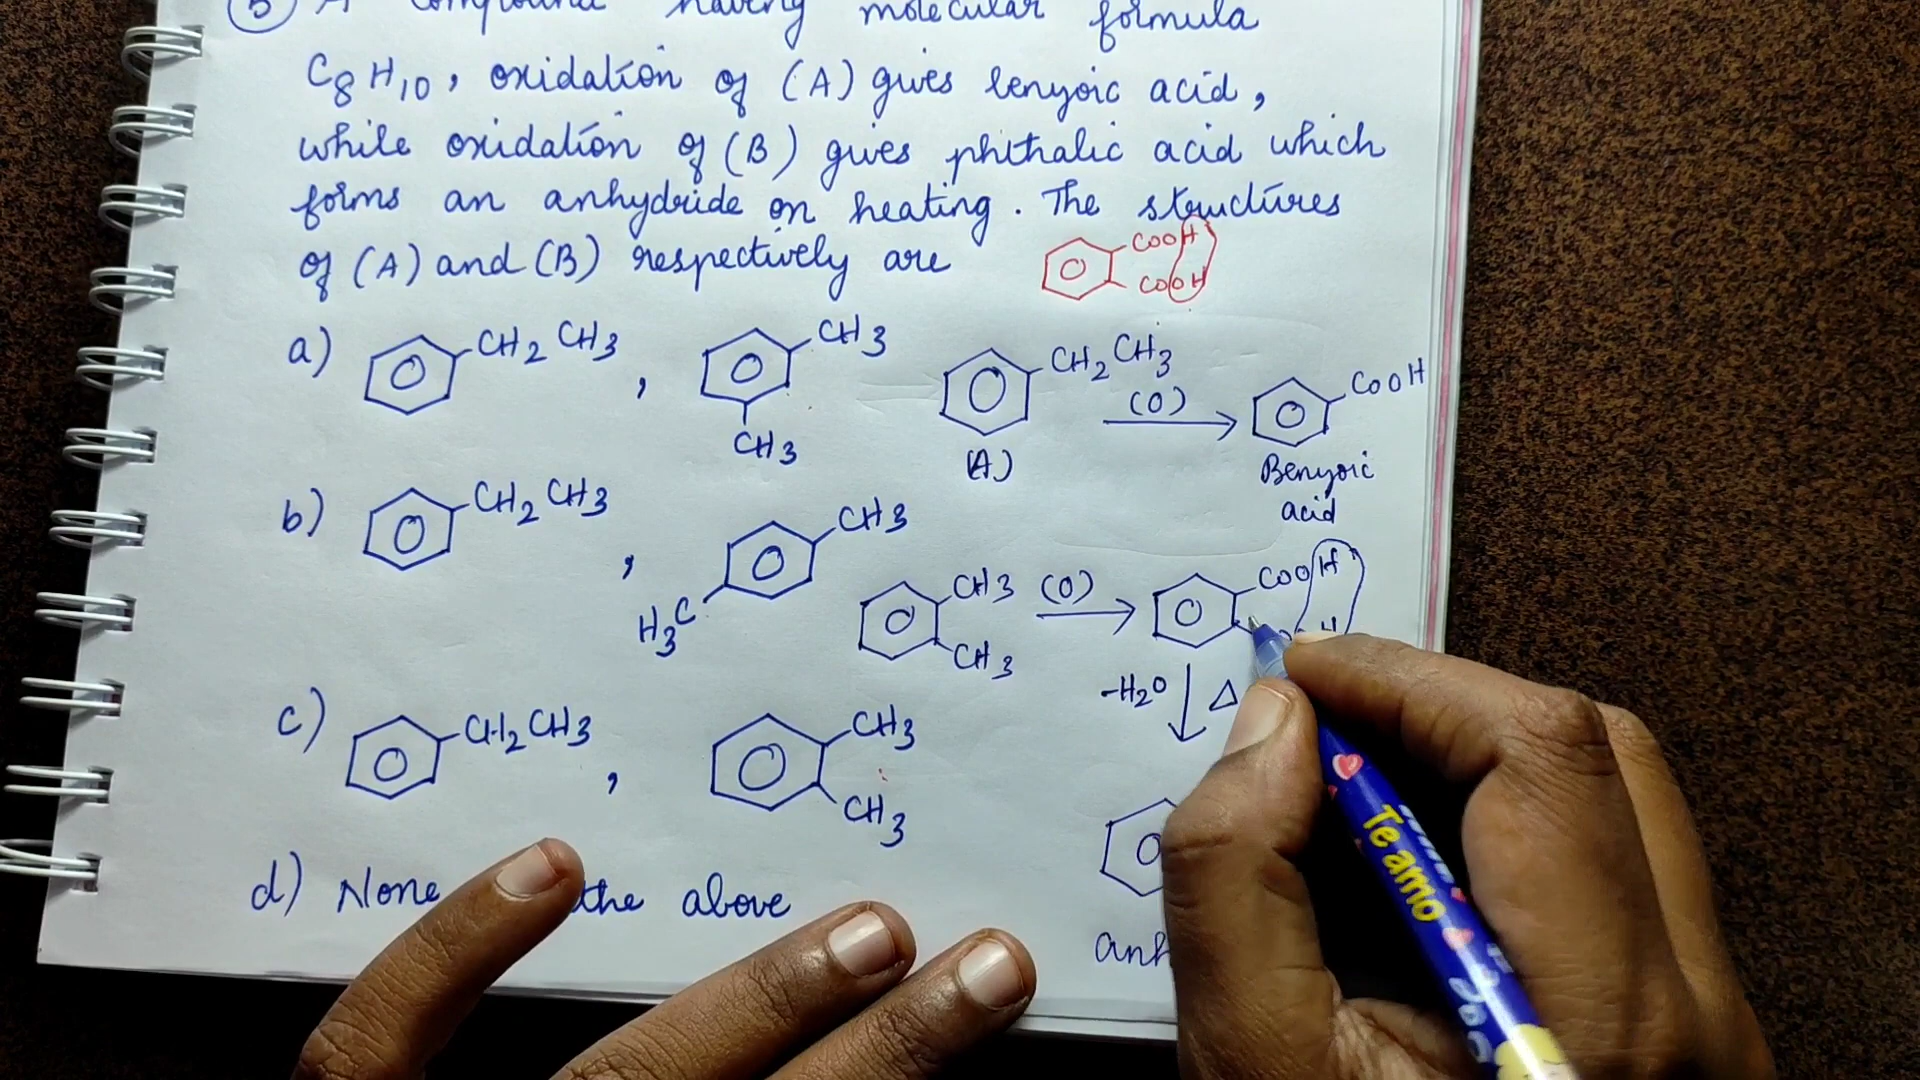 5) A compound having molecular formula
C8H10, oxidation of (A) gives benzoic acid,
while oxidation of (B) gives phthalic acid which
forms an anhydride on heating. The structures
of (A) and (B) respectively are
COOH
COOH
a) CH2CH3, CH3
CH3
CH2CH3 (O) COOH
(A) Benzoic
acid
b) CH2CH3, CH3
H3C
CH3 (O) COOH
CH3
-H2O Δ
c) CH2CH3, CH3
CH3
d) None the above
anh
Te amo